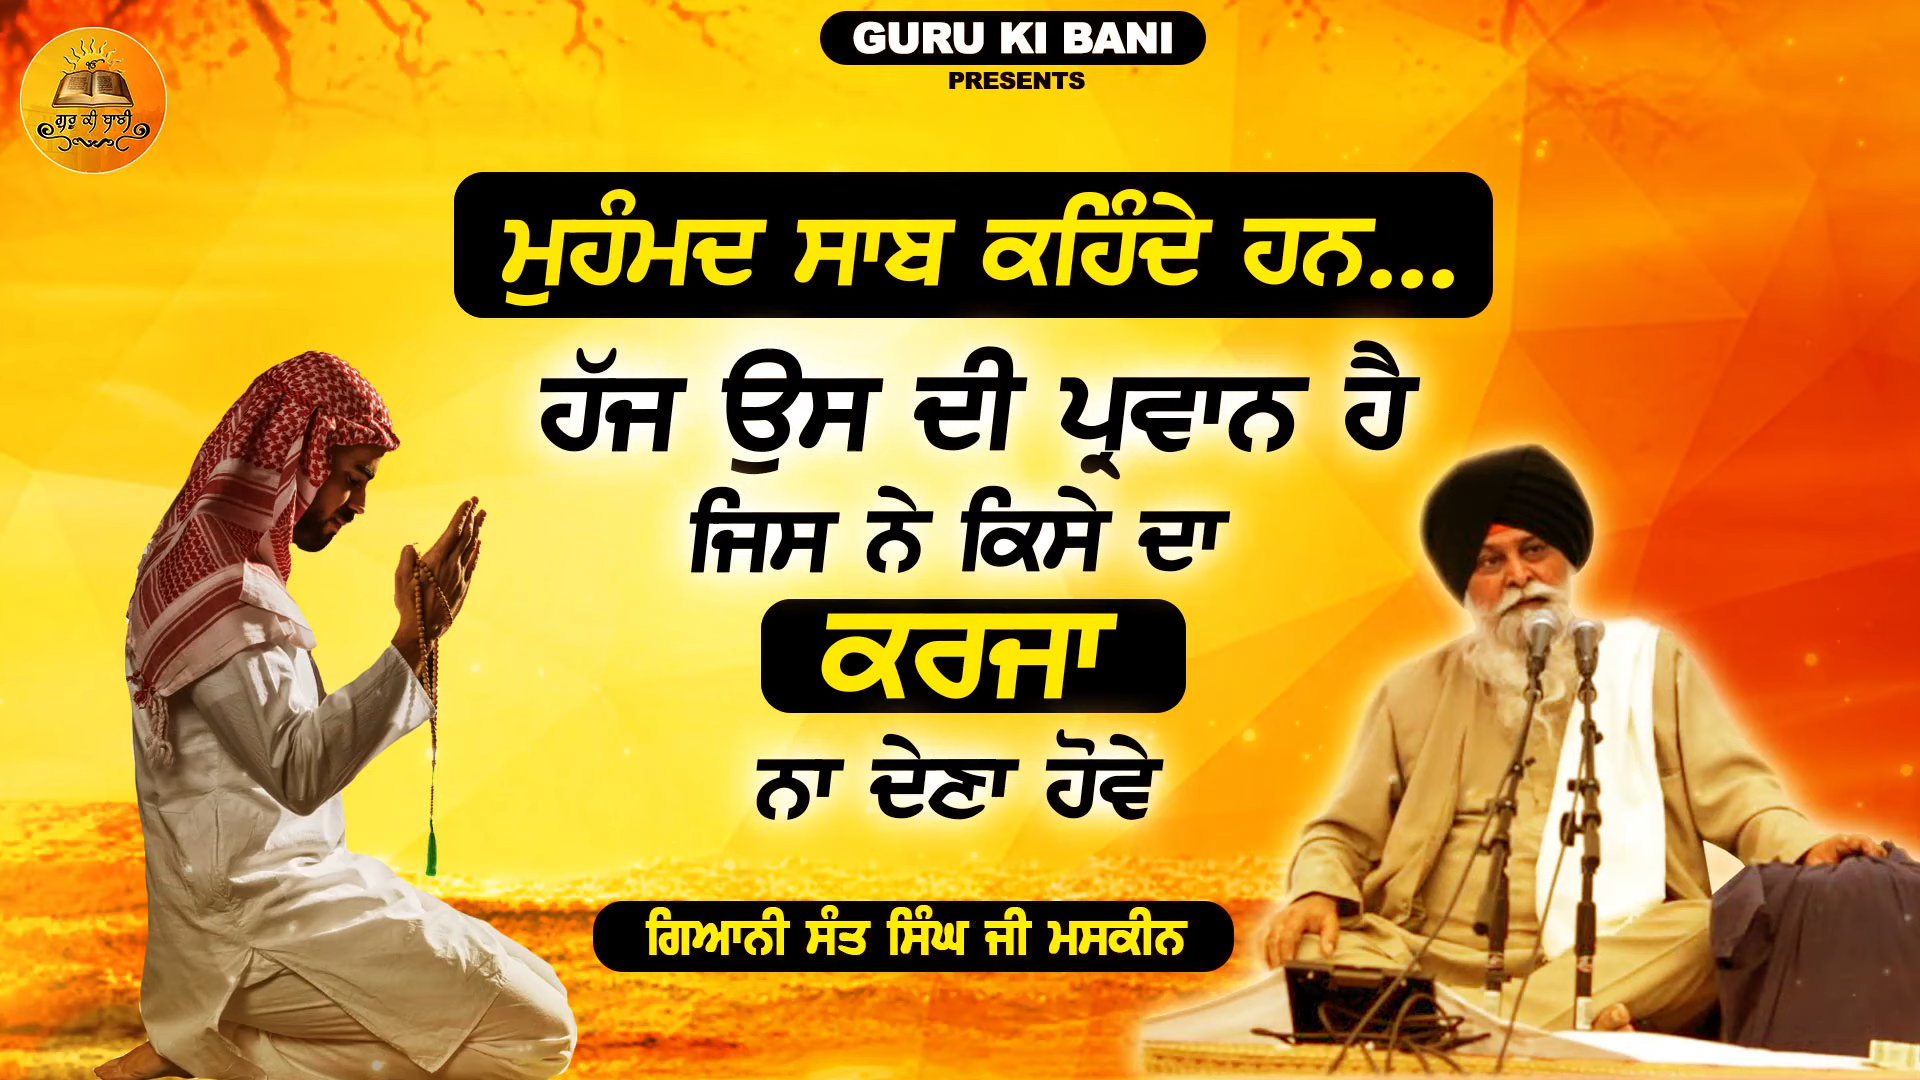 GURU KI BANI
PRESENTS
ਗੁਰੂ ਕੀ ਬਾਣੀ
ਮੁਹੰਮਦ ਸਾਬ ਕਹਿੰਦੇ ਹਨ...
ਹੱਜ ਉਸ ਦੀ ਪ੍ਰਵਾਨ ਹੈ
ਜਿਸ ਨੇ ਕਿਸੇ ਦਾ
ਕਰਜਾ
ਨਾ ਦੇਣਾ ਹੋਵੇ
ਗਿਆਨੀ ਸੰਤ ਸਿੰਘ ਜੀ ਮਸਕੀਨ